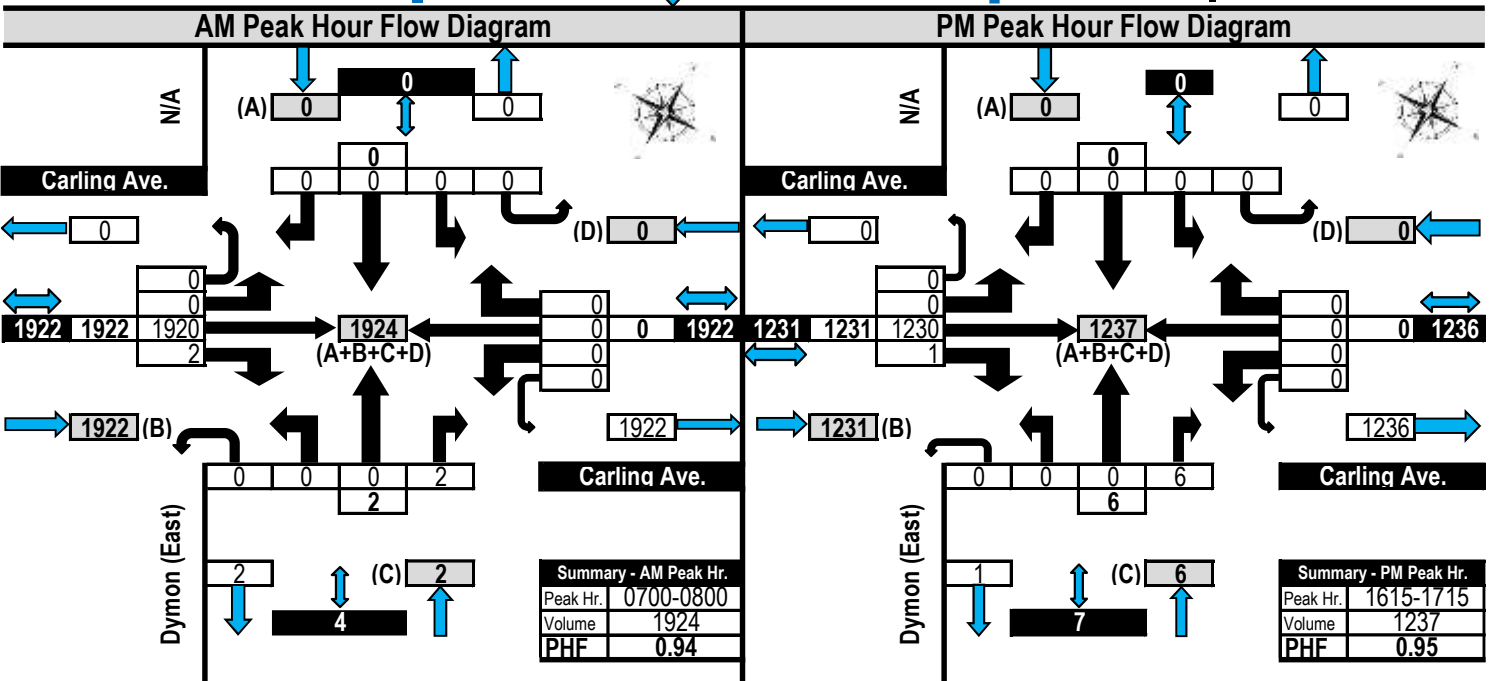 AM Peak Hour Flow Diagram PM Peak Hour Flow Diagram
N/A
0
(A) 0 0
0
0 0 0 0
Carling Ave.
0
(D) 0
0
0
1922 1922 1920
2
1924
(A+B+C+D)
0
0 0 1922
0
0
1922 (B)
1922
0 0 0 2
2
Carling Ave.
Dymon (East)
2
(C) 2
4
Summary - AM Peak Hr.
Peak Hr. 0700-0800
Volume 1924
PHF 0.94
N/A
0
(A) 0 0
0
0 0 0 0
Carling Ave.
0
(D) 0
0
0
1231 1231 1230
1
1237
(A+B+C+D)
0
0 0 1236
0
0
1231 (B)
1236
0 0 0 6
6
Carling Ave.
Dymon (East)
1
(C) 6
7
Summary - PM Peak Hr.
Peak Hr. 1615-1715
Volume 1237
PHF 0.95